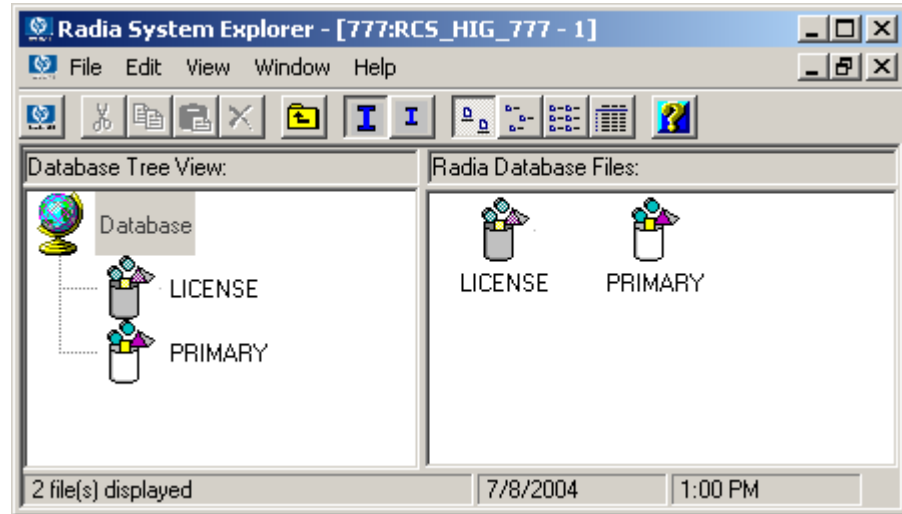 Radia System Explorer - [777:RCS_HIG_777 - 1]
File Edit View Window Help
Database Tree View:
Radia Database Files:
Database
LICENSE
PRIMARY
LICENSE
PRIMARY
2 file(s) displayed
7/8/2004
1:00 PM